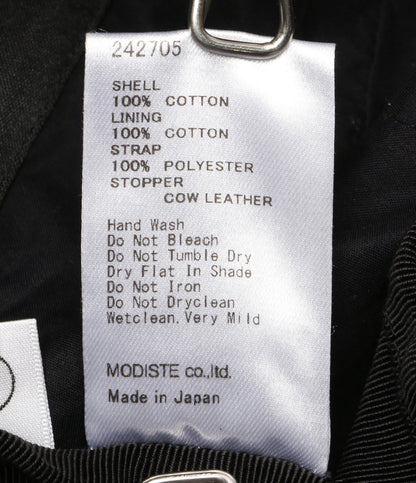 242705
SHELL
100% COTTON
LINING
100% COTTON
STRAP
100% POLYESTER
STOPPER
COW LEATHER
Hand Wash
Do Not Bleach
Do Not Tumble Dry
Dry Flat In Shade
Do Not Iron
Do Not Dryclean
Wetclean.Very Mild
MODISTE co.,ltd.
Made in Japan